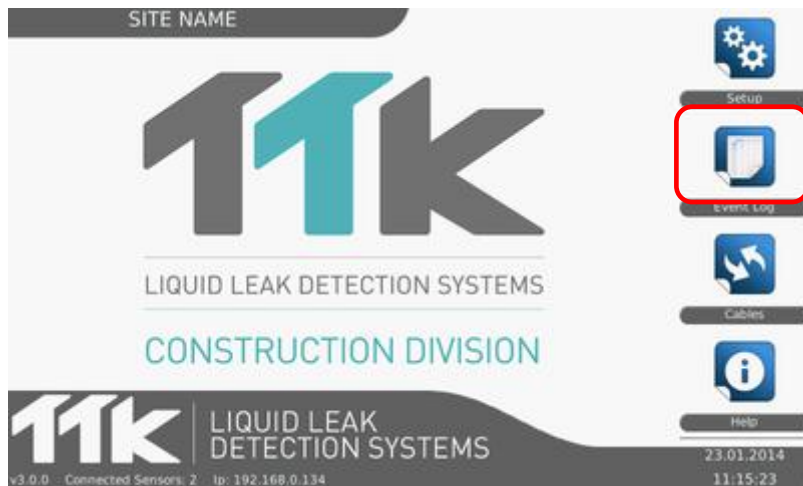 SITE NAME
TTK
LIQUID LEAK DETECTION SYSTEMS
CONSTRUCTION DIVISION
Setup
Event Log
Cables
Help
TTK
LIQUID LEAK
DETECTION SYSTEMS
v3.0.0 Connected Sensors: 2 Ip: 192.168.0.134
23.01.2014
11:15:23